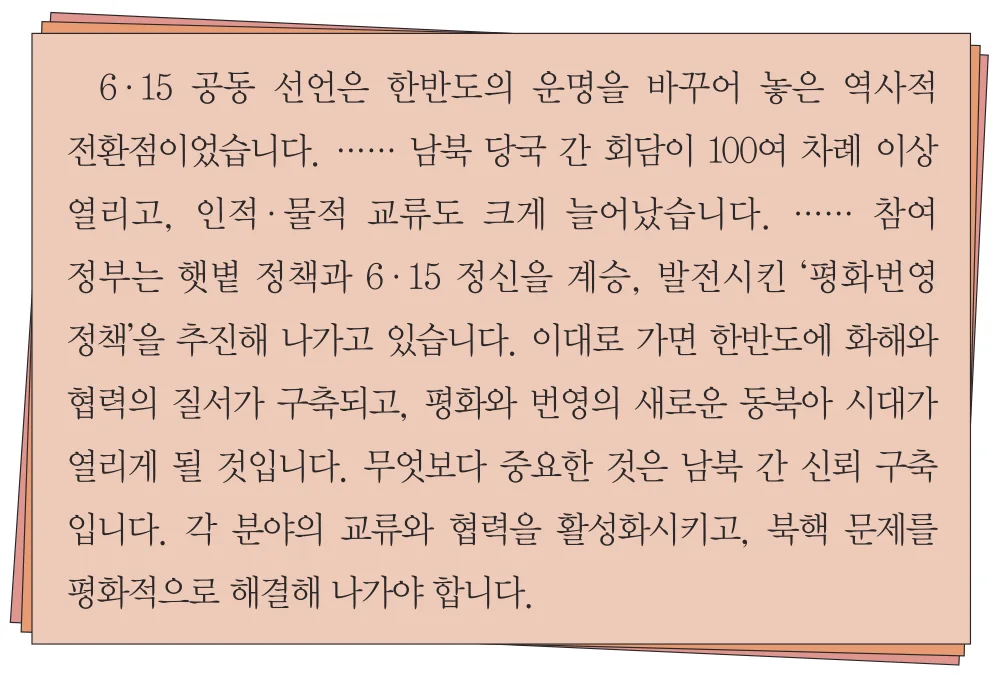 6·15 공동 선언은 한반도의 운명을 바꾸어 놓은 역사적
전환점이었습니다. …… 남북 당국 간 회담이 100여 차례 이상
열리고, 인적·물적 교류도 크게 늘어났습니다. …… 참여
정부는 햇볕 정책과 6·15 정신을 계승, 발전시킨 ‘평화번영
정책’을 추진해 나가고 있습니다. 이대로 가면 한반도에 화해와
협력의 질서가 구축되고, 평화와 번영의 새로운 동북아 시대가
열리게 될 것입니다. 무엇보다 중요한 것은 남북 간 신뢰 구축
입니다. 각 분야의 교류와 협력을 활성화시키고, 북핵 문제를
평화적으로 해결해 나가야 합니다.